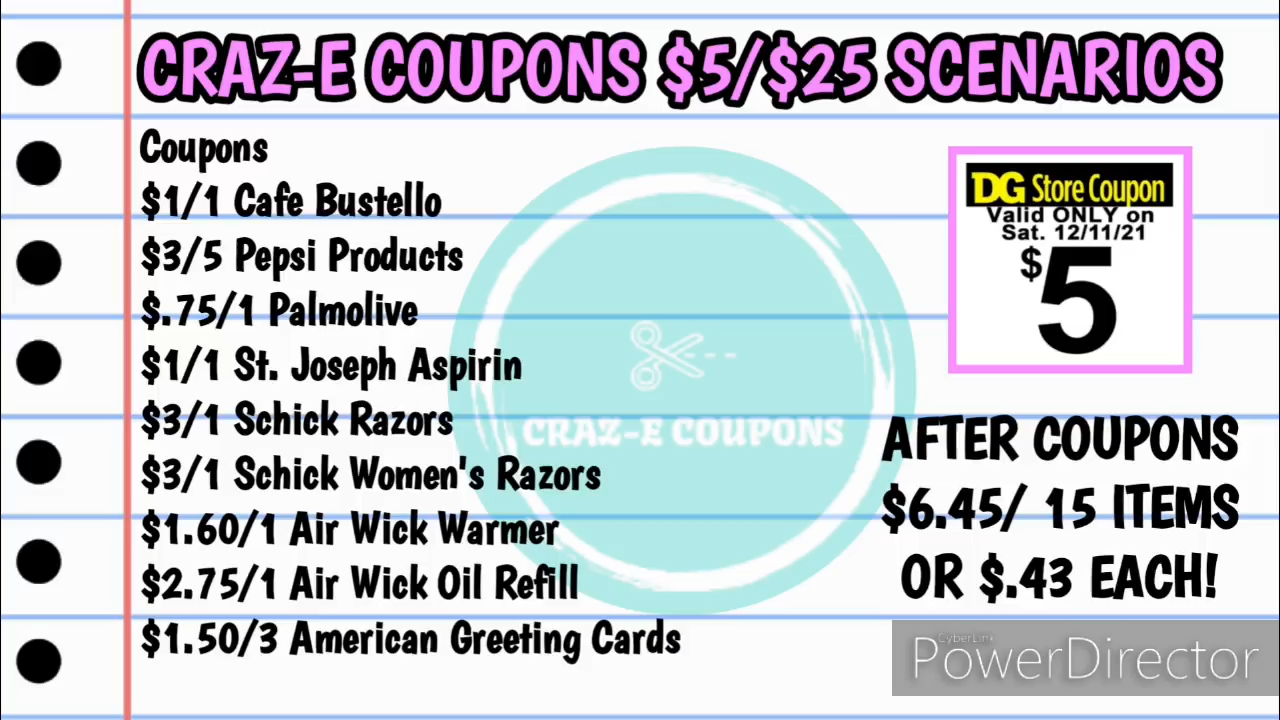 CRAZ-E COUPONS $5/$25 SCENARIOS
Coupons
$1/1 Cafe Bustello
$3/5 Pepsi Products
$.75/1 Palmolive
$1/1 St. Joseph Aspirin
$3/1 Schick Razors
$3/1 Schick Women's Razors
$1.60/1 Air Wick Warmer
$2.75/1 Air Wick Oil Refill
$1.50/3 American Greeting Cards
CRAZ-E COUPONS
DG Store Coupon
Valid ONLY on
Sat. 12/11/21
$5
AFTER COUPONS
$6.45/ 15 ITEMS
OR $.43 EACH!
CyberLink
PowerDirector